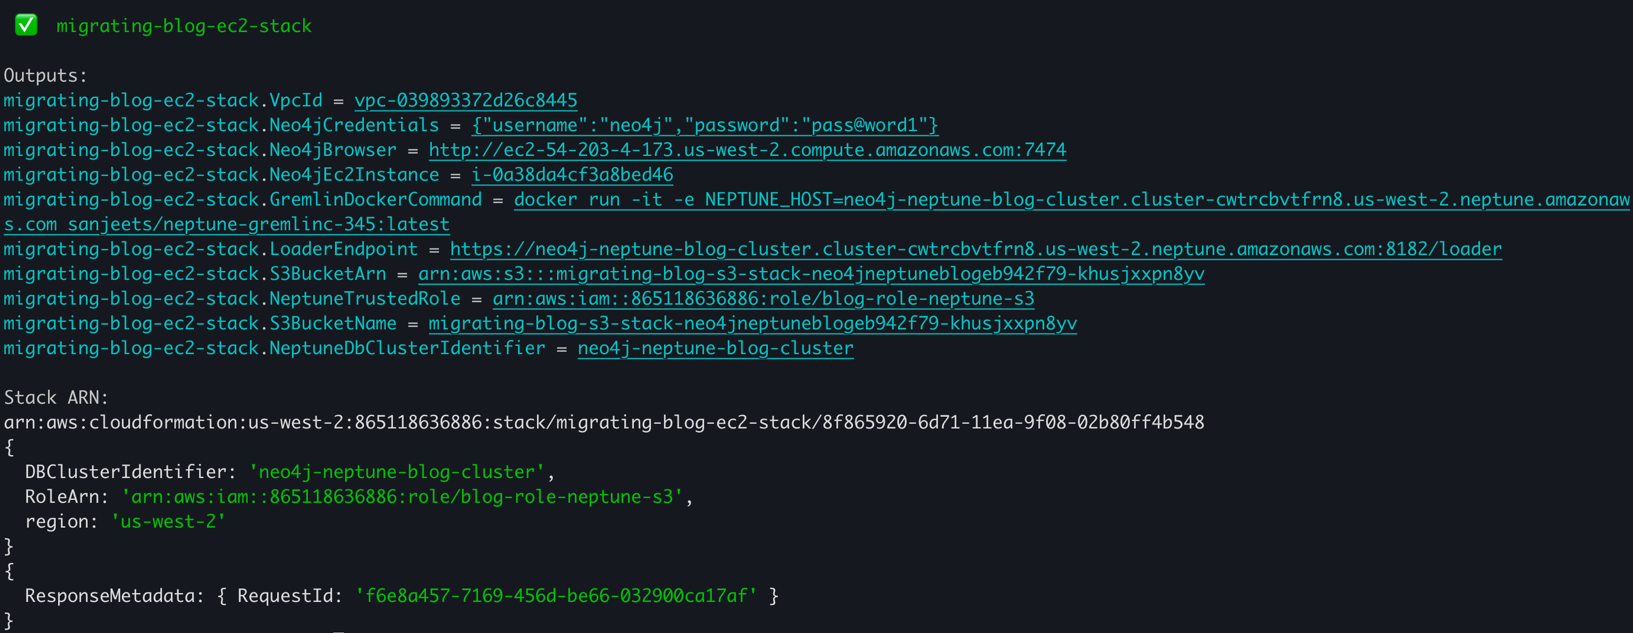 ✅ migrating-blog-ec2-stack
Outputs:
migrating-blog-ec2-stack.VpcId = vpc-039893372d26c8445
migrating-blog-ec2-stack.Neo4jCredentials = {"username":"neo4j","password":"pass@word1"}
migrating-blog-ec2-stack.Neo4jBrowser = http://ec2-54-203-4-173.us-west-2.compute.amazonaws.com:7474
migrating-blog-ec2-stack.Neo4jEc2Instance = i-0a38da4cf3a8bed46
migrating-blog-ec2-stack.GremlinDockerCommand = docker run -it -e NEPTUNE_HOST=neo4j-neptune-blog-cluster.cluster-cwtrcbvtfrn8.us-west-2.neptune.amazonaw
s.com sanjeets/neptune-gremlinc-345:latest
migrating-blog-ec2-stack.LoaderEndpoint = https://neo4j-neptune-blog-cluster.cluster-cwtrcbvtfrn8.us-west-2.neptune.amazonaws.com:8182/loader
migrating-blog-ec2-stack.S3BucketArn = arn:aws:s3:::migrating-blog-s3-stack-neo4jneptuneblogeb942f79-khusjxxpn8yv
migrating-blog-ec2-stack.NeptuneTrustedRole = arn:aws:iam::865118636886:role/blog-role-neptune-s3
migrating-blog-ec2-stack.S3BucketName = migrating-blog-s3-stack-neo4jneptuneblogeb942f79-khusjxxpn8yv
migrating-blog-ec2-stack.NeptuneDbClusterIdentifier = neo4j-neptune-blog-cluster
Stack ARN:
arn:aws:cloudformation:us-west-2:865118636886:stack/migrating-blog-ec2-stack/8f865920-6d71-11ea-9f08-02b80ff4b548
{
  DBClusterIdentifier: 'neo4j-neptune-blog-cluster',
  RoleArn: 'arn:aws:iam::865118636886:role/blog-role-neptune-s3',
  region: 'us-west-2'
}
{
  ResponseMetadata: { RequestId: 'f6e8a457-7169-456d-be66-032900ca17af' }
}